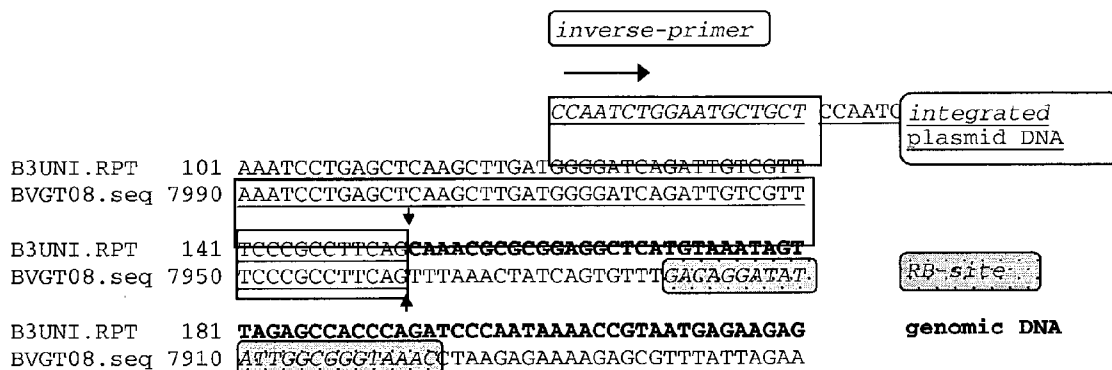 inverse-primer
CCAATCTGGAATGCTGCT CCAATC integrated
plasmid DNA
B3UNI.RPT 101 AAATCCTGAGCTCAAGCTTGATGGGGATCAGATTGTCGTT
BVGT08.seq 7990 AAATCCTGAGCTCAAGCTTGATGGGGATCAGATTGTCGTT
B3UNI.RPT 141 TCCCGCCTTCAGCAAACGCGCGGAGGCTCATGTAAATAGT
BVGT08.seq 7950 TCCCGCCTTCAGTTTAAACTATCAGTGTTTGAGAGGATAT RB-site
B3UNI.RPT 181 TAGAGCCACCCAGATCCCAATAAAACCGTAATGAGAAGAG genomic DNA
BVGT08.seq 7910 ATTGGCGGGTAAACCTAAGAGAAAAGAGCGTTTATTAGAA